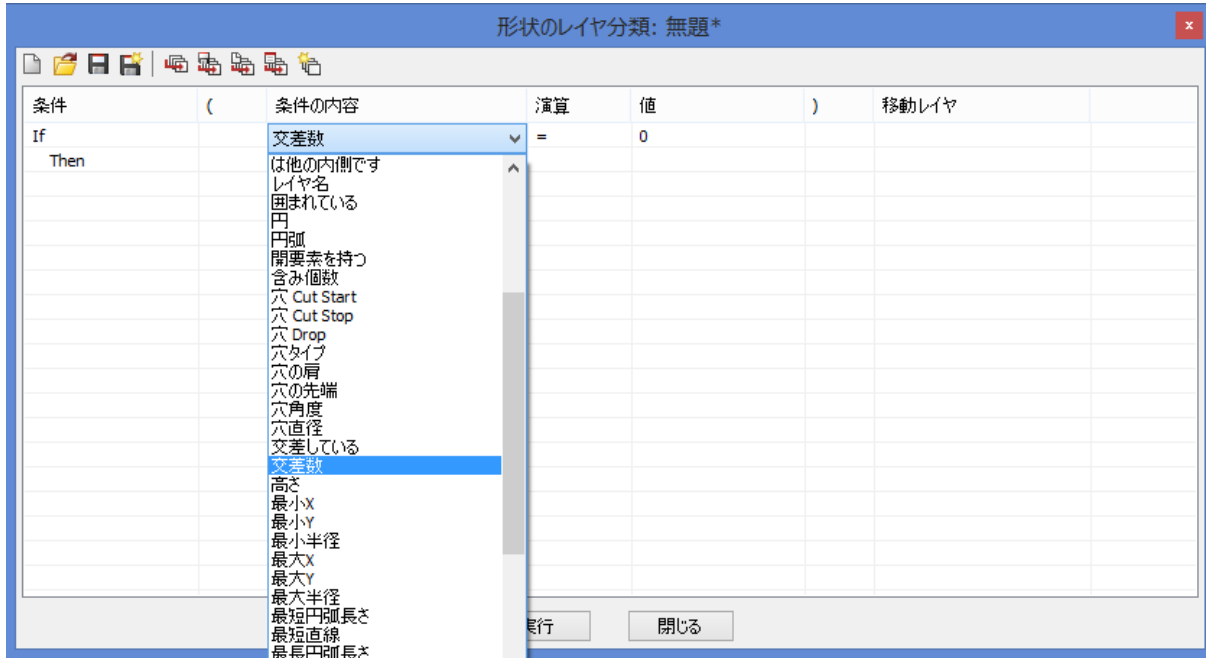 形状のレイヤ分類: 無題*
x
条件 ( 条件の内容 演算 値 ) 移動レイヤ
If 交差数 = 0
Then
は他の内側です
レイヤ名
囲まれている
円
円弧
開要素を持つ
含み個数
穴 Cut Start
穴 Cut Stop
穴 Drop
穴タイプ
穴の肩
穴の先端
穴角度
穴直径
交差している
交差数
高さ
最小X
最小Y
最小半径
最大X
最大Y
最大半径
最短円弧長さ
最短直線
最長円弧長さ
実行 閉じる